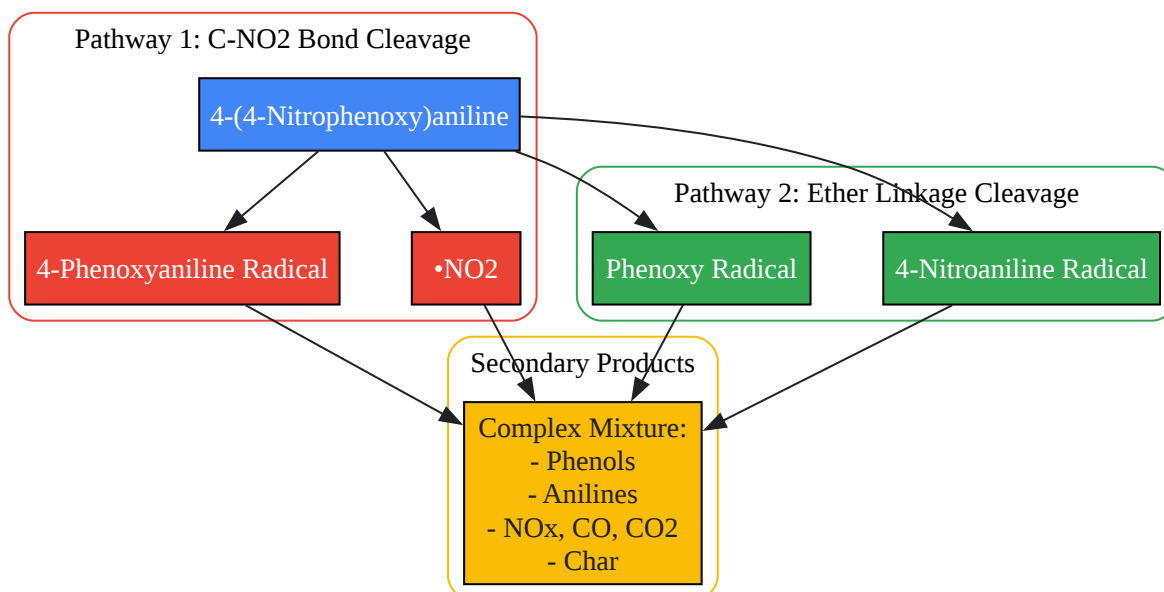 Pathway 1: C-NO2 Bond Cleavage
4-(4-Nitrophenoxy)aniline
Pathway 2: Ether Linkage Cleavage
4-Phenoxyaniline Radical
•NO2
Phenoxy Radical
4-Nitroaniline Radical
Secondary Products
Complex Mixture:
- Phenols
- Anilines
- NOx, CO, CO2
- Char